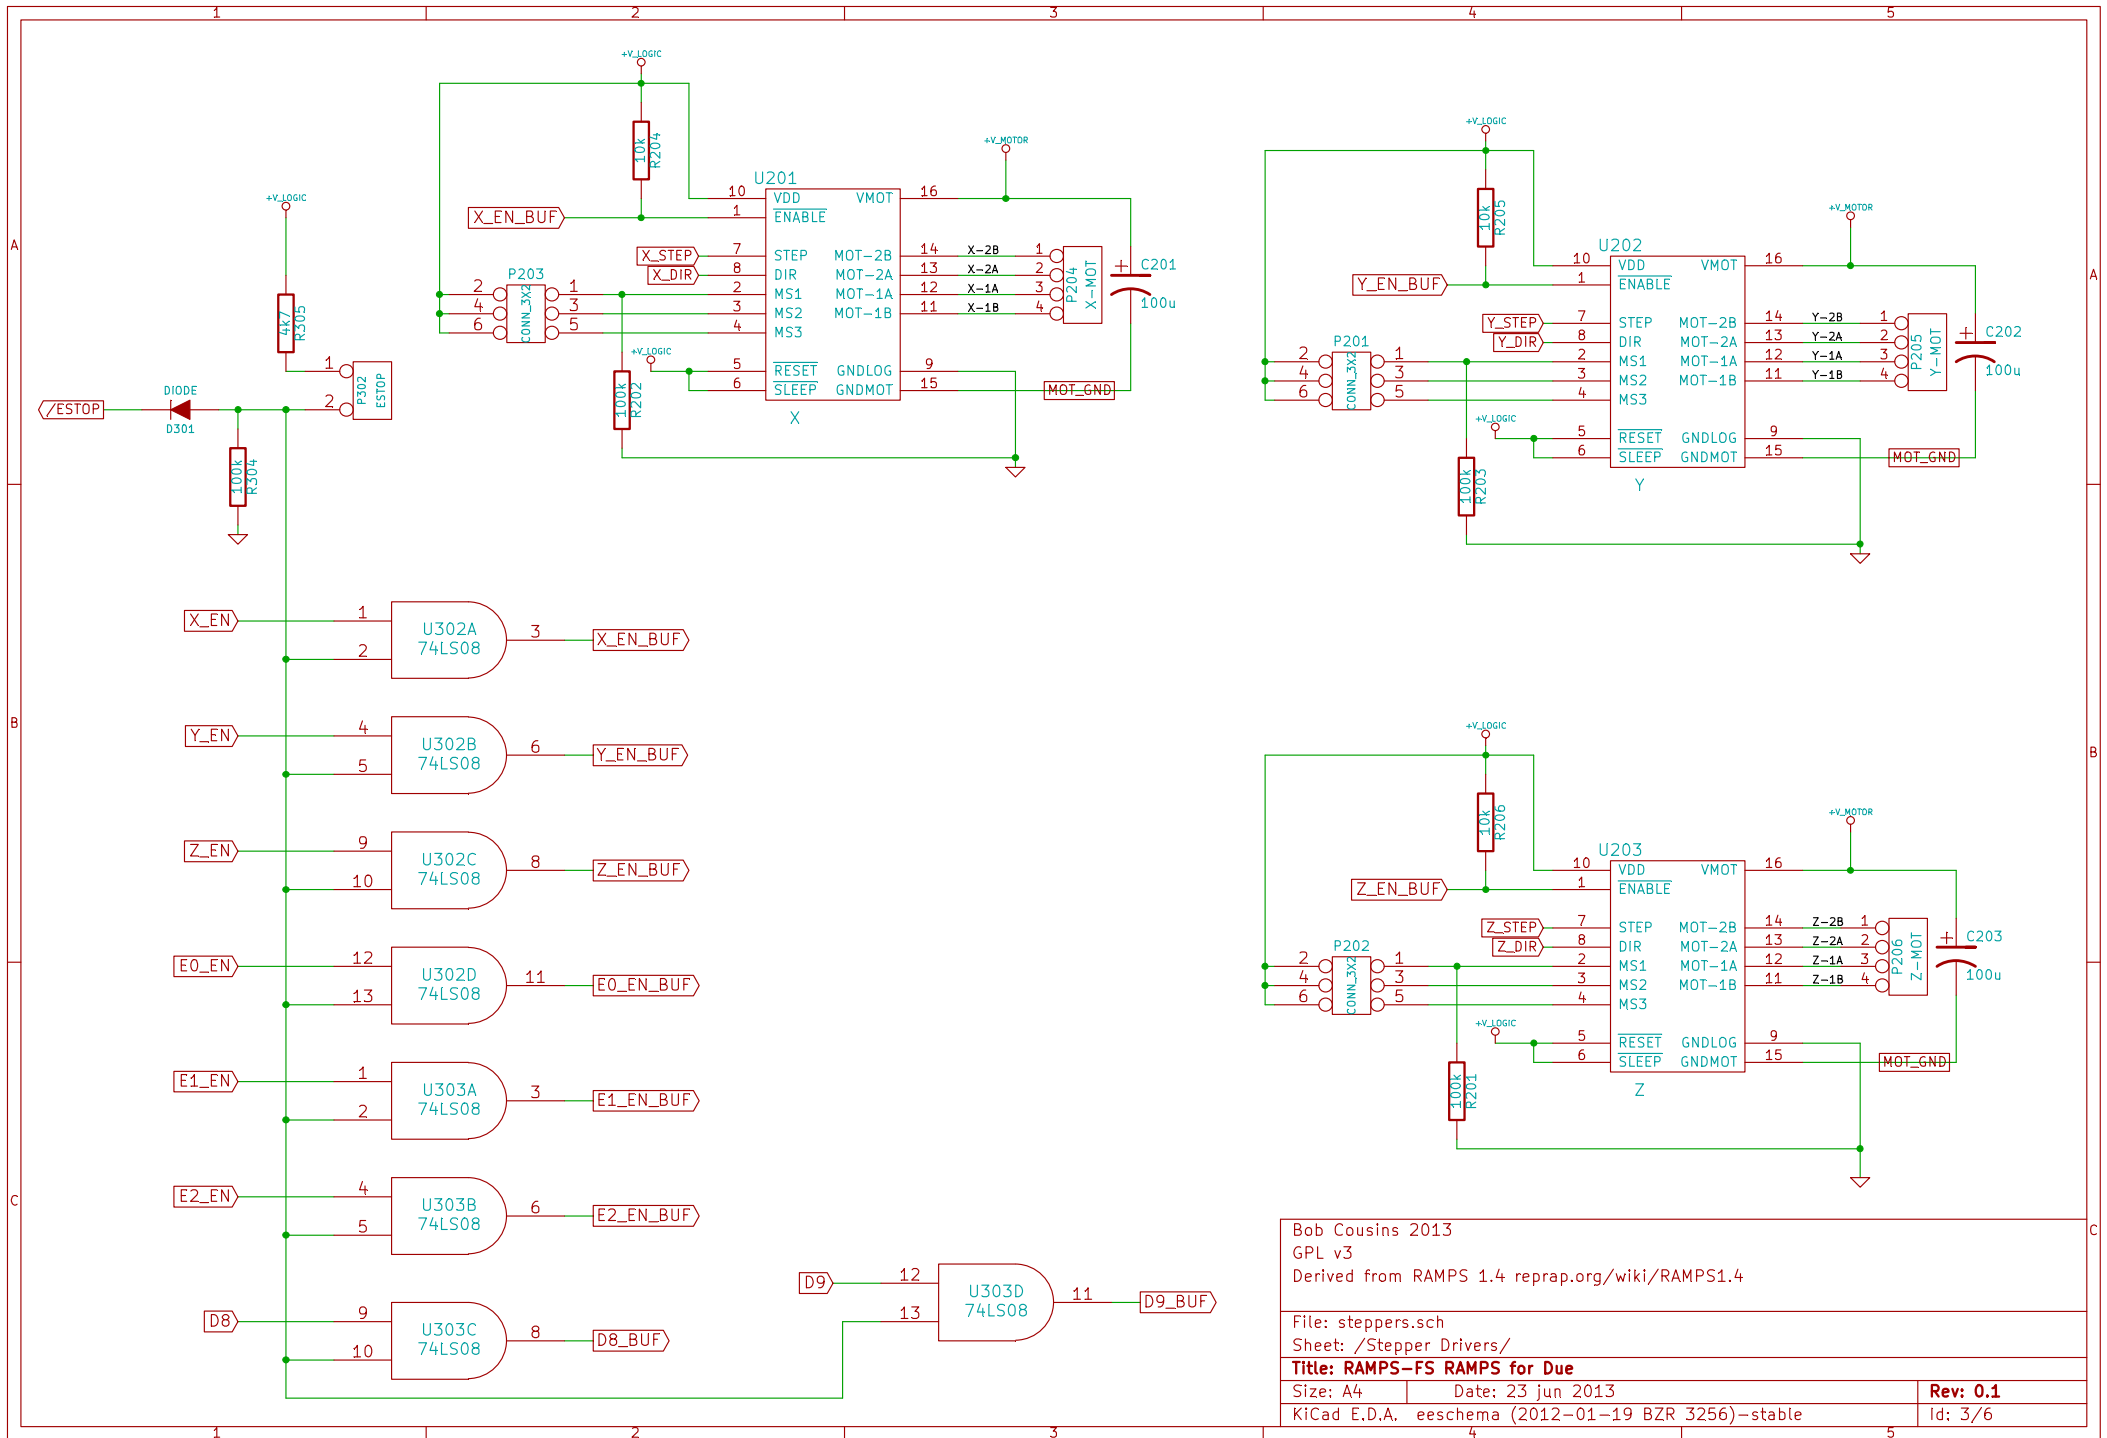 1 2 3 4 5
A
B
C
A
B
C
1 2 3 4 5
+V_LOGIC
10k
R204
X_EN_BUF
X_STEP
X_DIR
P203
CONN_3X2
2 1
4 3
6 5
+V_LOGIC
100k
R202
U201
10 VDD VMOT 16
1 ENABLE
7 STEP MOT-2B 14
8 DIR MOT-2A 13
2 MS1 MOT-1A 12
3 MS2 MOT-1B 11
4 MS3
5 RESET GNDLOG 9
6 SLEEP GNDMOT 15
X
+V_MOTOR
X-2B 1
X-2A 2
X-1A 3
X-1B 4
P204
X-MOT
+
C201
100u
MOT_GND
+V_LOGIC
4k7
R305
1
2
P302
ESTOP
/ESTOP
DIODE
D301
100k
R304
+V_LOGIC
10k
R205
Y_EN_BUF
Y_STEP
Y_DIR
P201
CONN_3X2
2 1
4 3
6 5
+V_LOGIC
100k
R203
U202
10 VDD VMOT 16
1 ENABLE
7 STEP MOT-2B 14
8 DIR MOT-2A 13
2 MS1 MOT-1A 12
3 MS2 MOT-1B 11
4 MS3
5 RESET GNDLOG 9
6 SLEEP GNDMOT 15
Y
+V_MOTOR
Y-2B 1
Y-2A 2
Y-1A 3
Y-1B 4
P205
Y-MOT
+
C202
100u
MOT_GND
X_EN 1
2
U302A
74LS08
3 X_EN_BUF
Y_EN 4
5
U302B
74LS08
6 Y_EN_BUF
Z_EN 9
10
U302C
74LS08
8 Z_EN_BUF
E0_EN 12
13
U302D
74LS08
11 E0_EN_BUF
E1_EN 1
2
U303A
74LS08
3 E1_EN_BUF
E2_EN 4
5
U303B
74LS08
6 E2_EN_BUF
D8 9
10
U303C
74LS08
8 D8_BUF
D9 12
13
U303D
74LS08
11 D9_BUF
+V_LOGIC
10k
R206
Z_EN_BUF
Z_STEP
Z_DIR
P202
CONN_3X2
2 1
4 3
6 5
+V_LOGIC
100k
R201
U203
10 VDD VMOT 16
1 ENABLE
7 STEP MOT-2B 14
8 DIR MOT-2A 13
2 MS1 MOT-1A 12
3 MS2 MOT-1B 11
4 MS3
5 RESET GNDLOG 9
6 SLEEP GNDMOT 15
Z
+V_MOTOR
Z-2B 1
Z-2A 2
Z-1A 3
Z-1B 4
P206
Z-MOT
+
C203
100u
MOT_GND
Bob Cousins 2013
GPL v3
Derived from RAMPS 1.4 reprap.org/wiki/RAMPS1.4
File: steppers.sch
Sheet: /Stepper Drivers/
Title: RAMPS-FS RAMPS for Due
Size: A4 Date: 23 jun 2013 Rev: 0.1
KiCad E.D.A. eeschema (2012-01-19 BZR 3256)-stable Id: 3/6